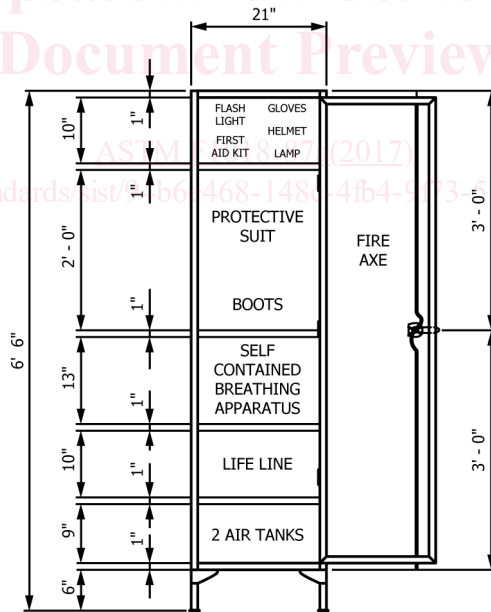 21"
Document Preview
FLASH LIGHT
GLOVES
HELMET
FIRST AID KIT
LAMP
10"
1"
ASTM
(2017)
1"
PROTECTIVE
SUIT
FIRE
AXE
2' - 0"
3' - 0"
BOOTS
1"
6' 6"
SELF
CONTAINED
BREATHING
APPARATUS
13"
1"
3' - 0"
LIFE LINE
10"
1"
2 AIR TANKS
9"
1"
6"